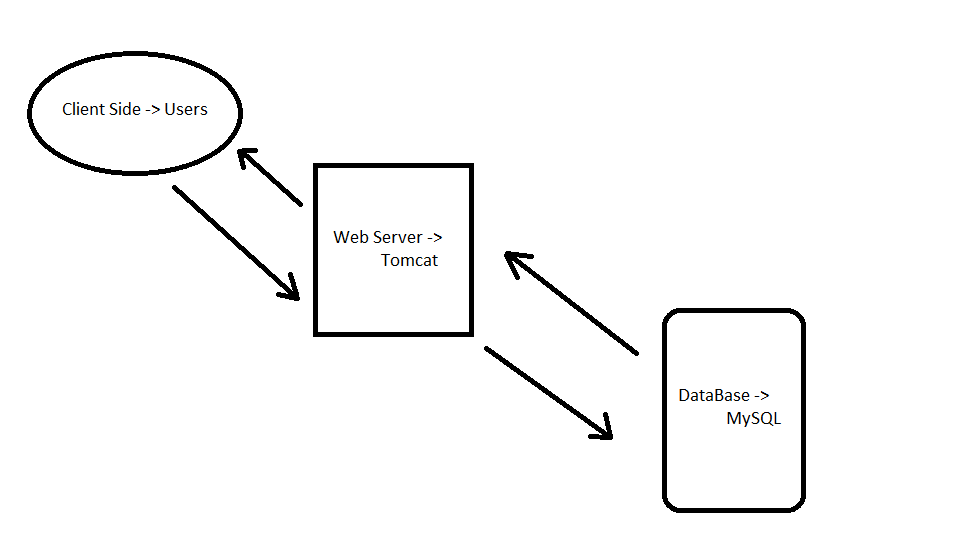 Client Side -> Users
Web Server ->
Tomcat
DataBase ->
MySQL